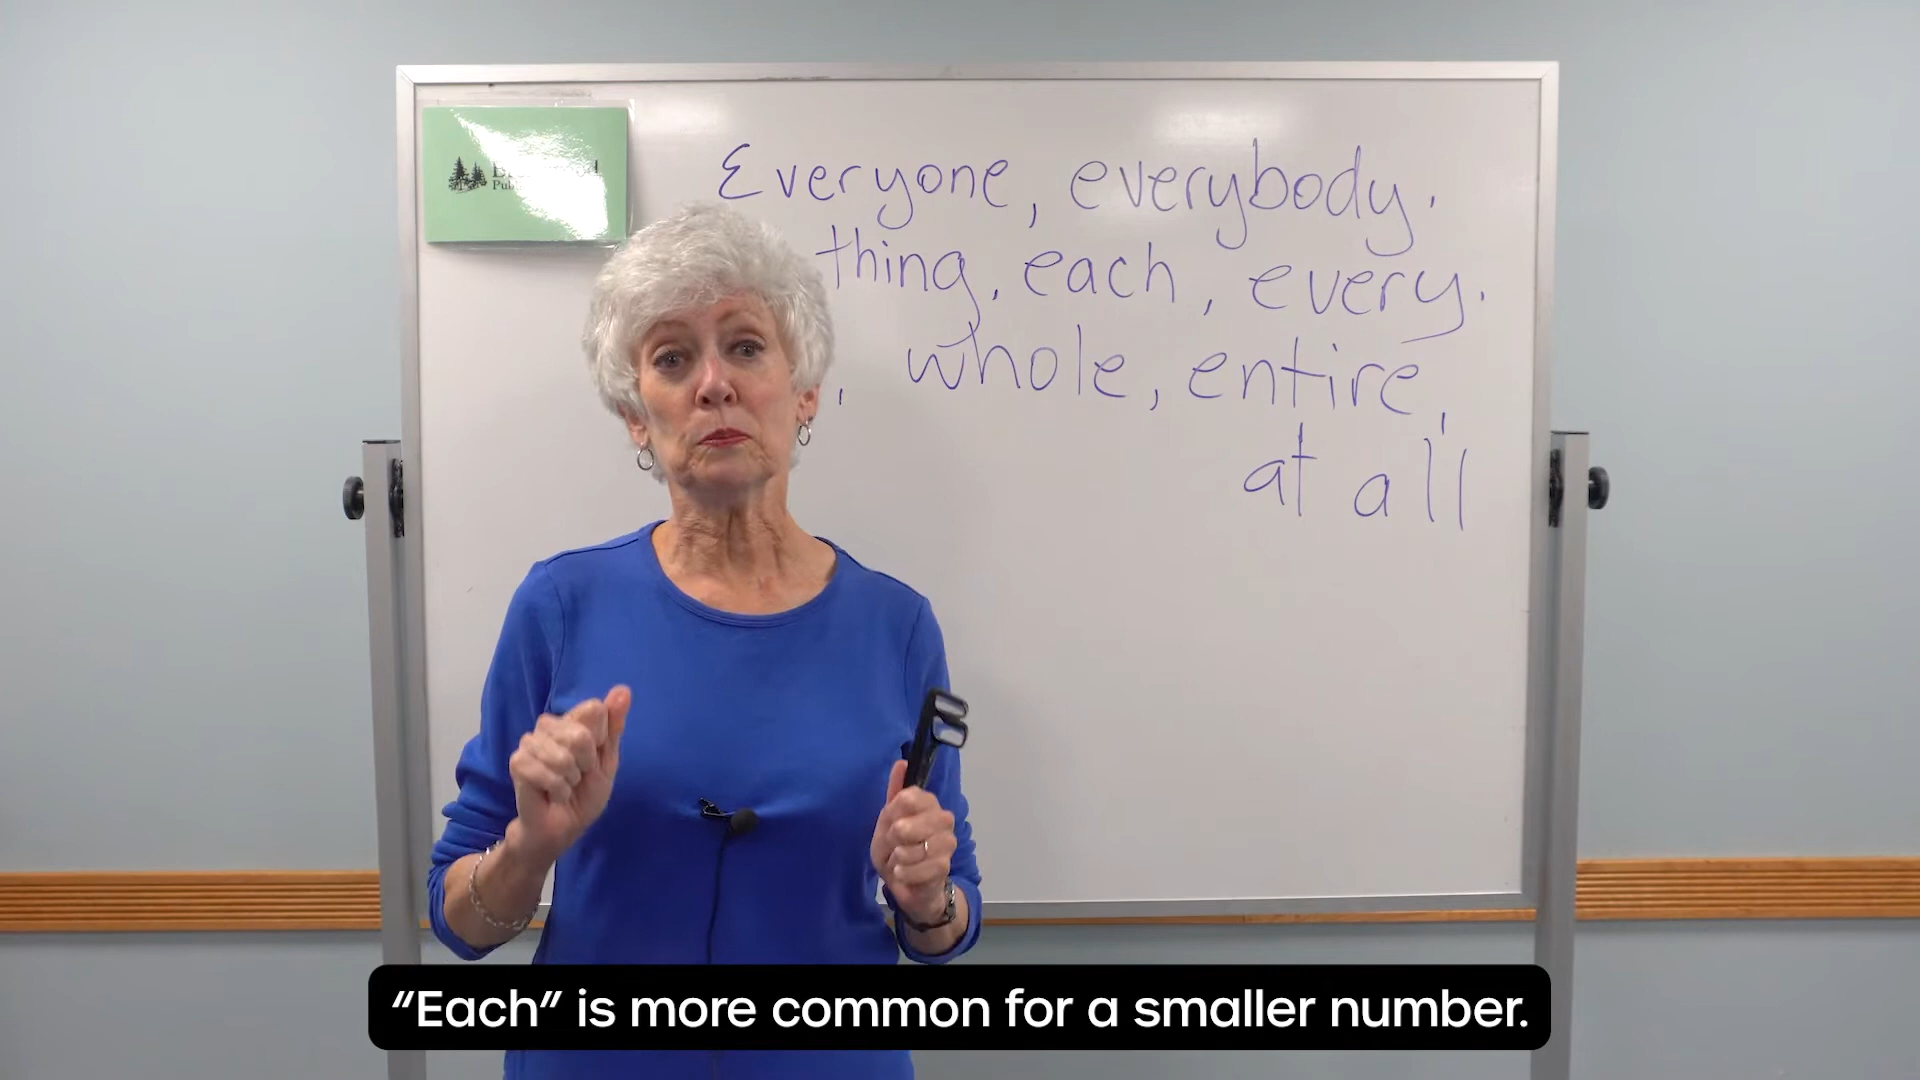 Everyone, everybody.
thing, each, every.
, whole, entire,
at all
“Each” is more common for a smaller number.